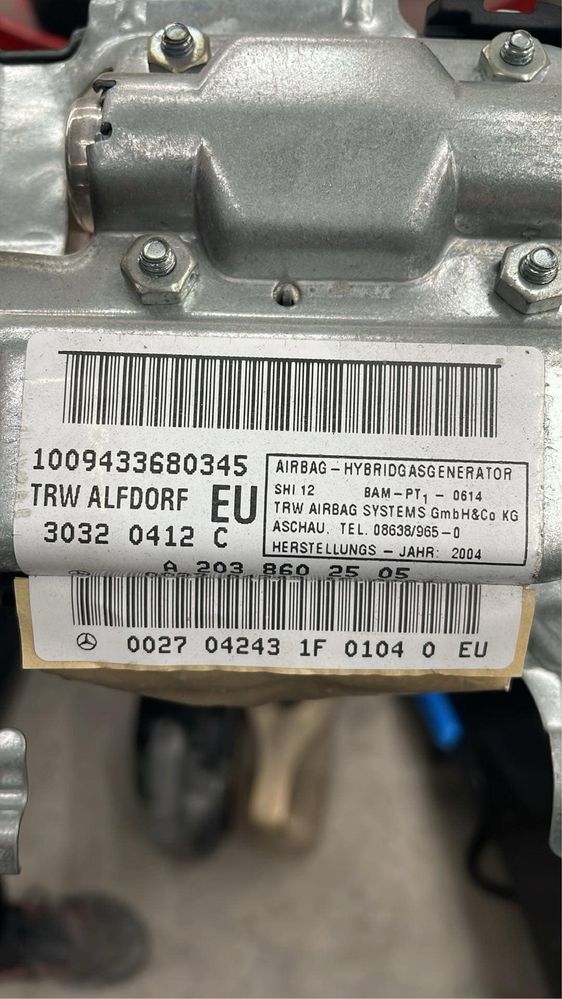 1009433680345
TRW ALFDORF EU
3032 0412 C
AIRBAG - HYBRIDGASGENERATOR
SHI 12 BAM-PT1 - 0614
TRW AIRBAG SYSTEMS GmbH&Co KG
ASCHAU, TEL. 08638/965-0
HERSTELLUNGS - JAHR: 2004
A 203 860 25 05
0027 04243 1F 0104 0 EU